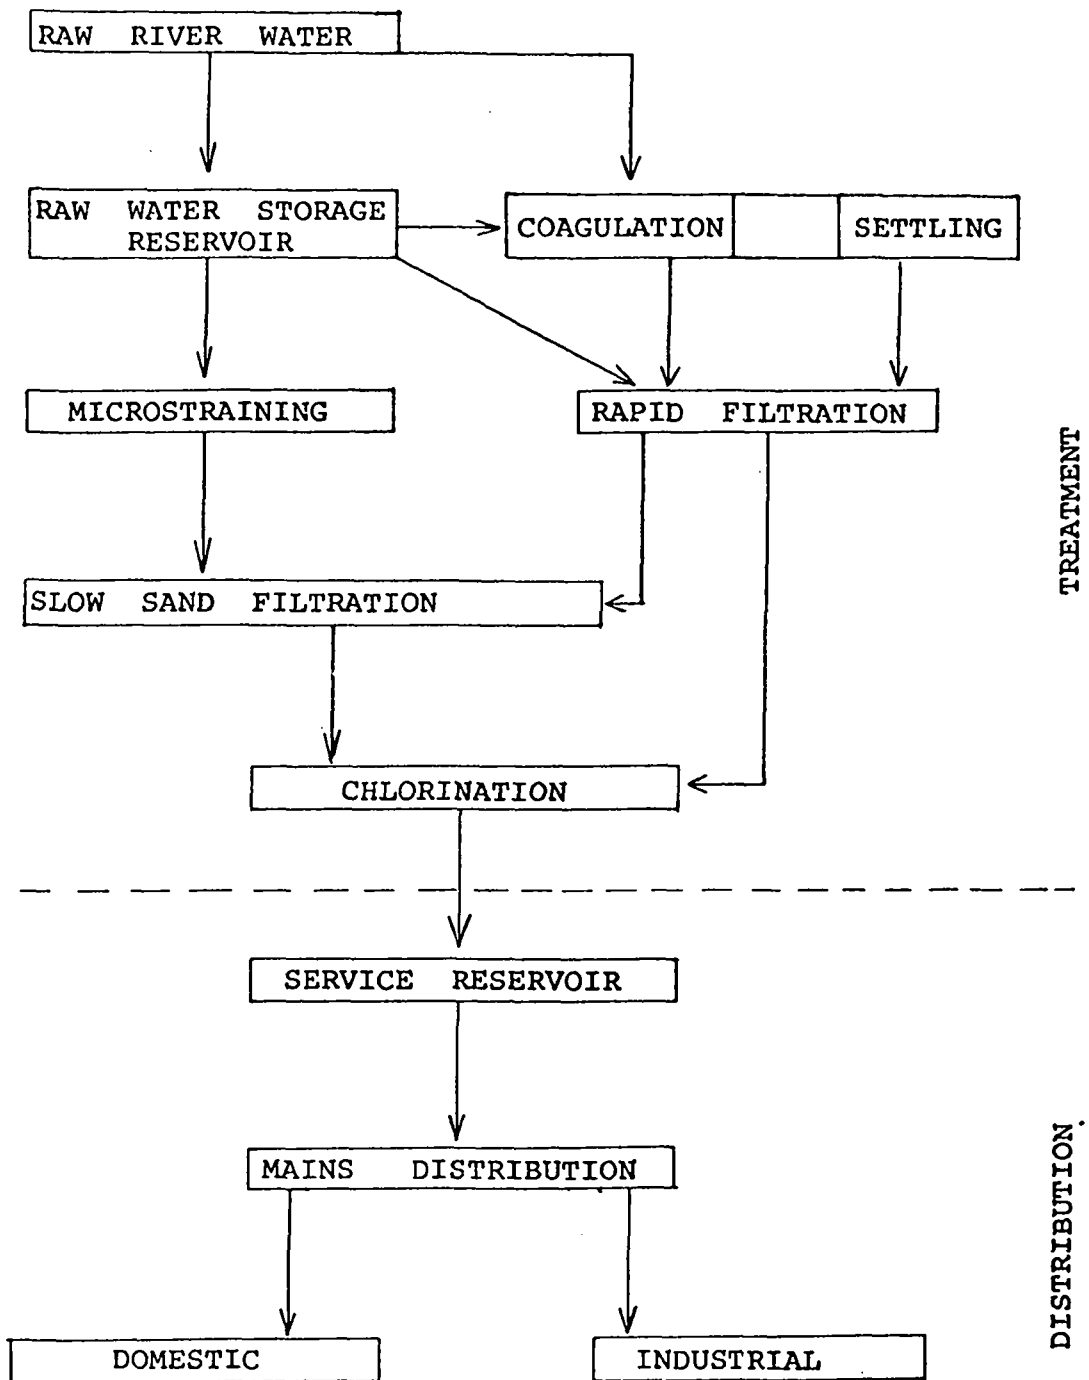 RAW RIVER WATER
RAW WATER STORAGE
RESERVOIR
COAGULATION
SETTLING
MICROSTRAINING
RAPID FILTRATION
TREATMENT
SLOW SAND FILTRATION
CHLORINATION
SERVICE RESERVOIR
MAINS DISTRIBUTION
DISTRIBUTION.
DOMESTIC
INDUSTRIAL